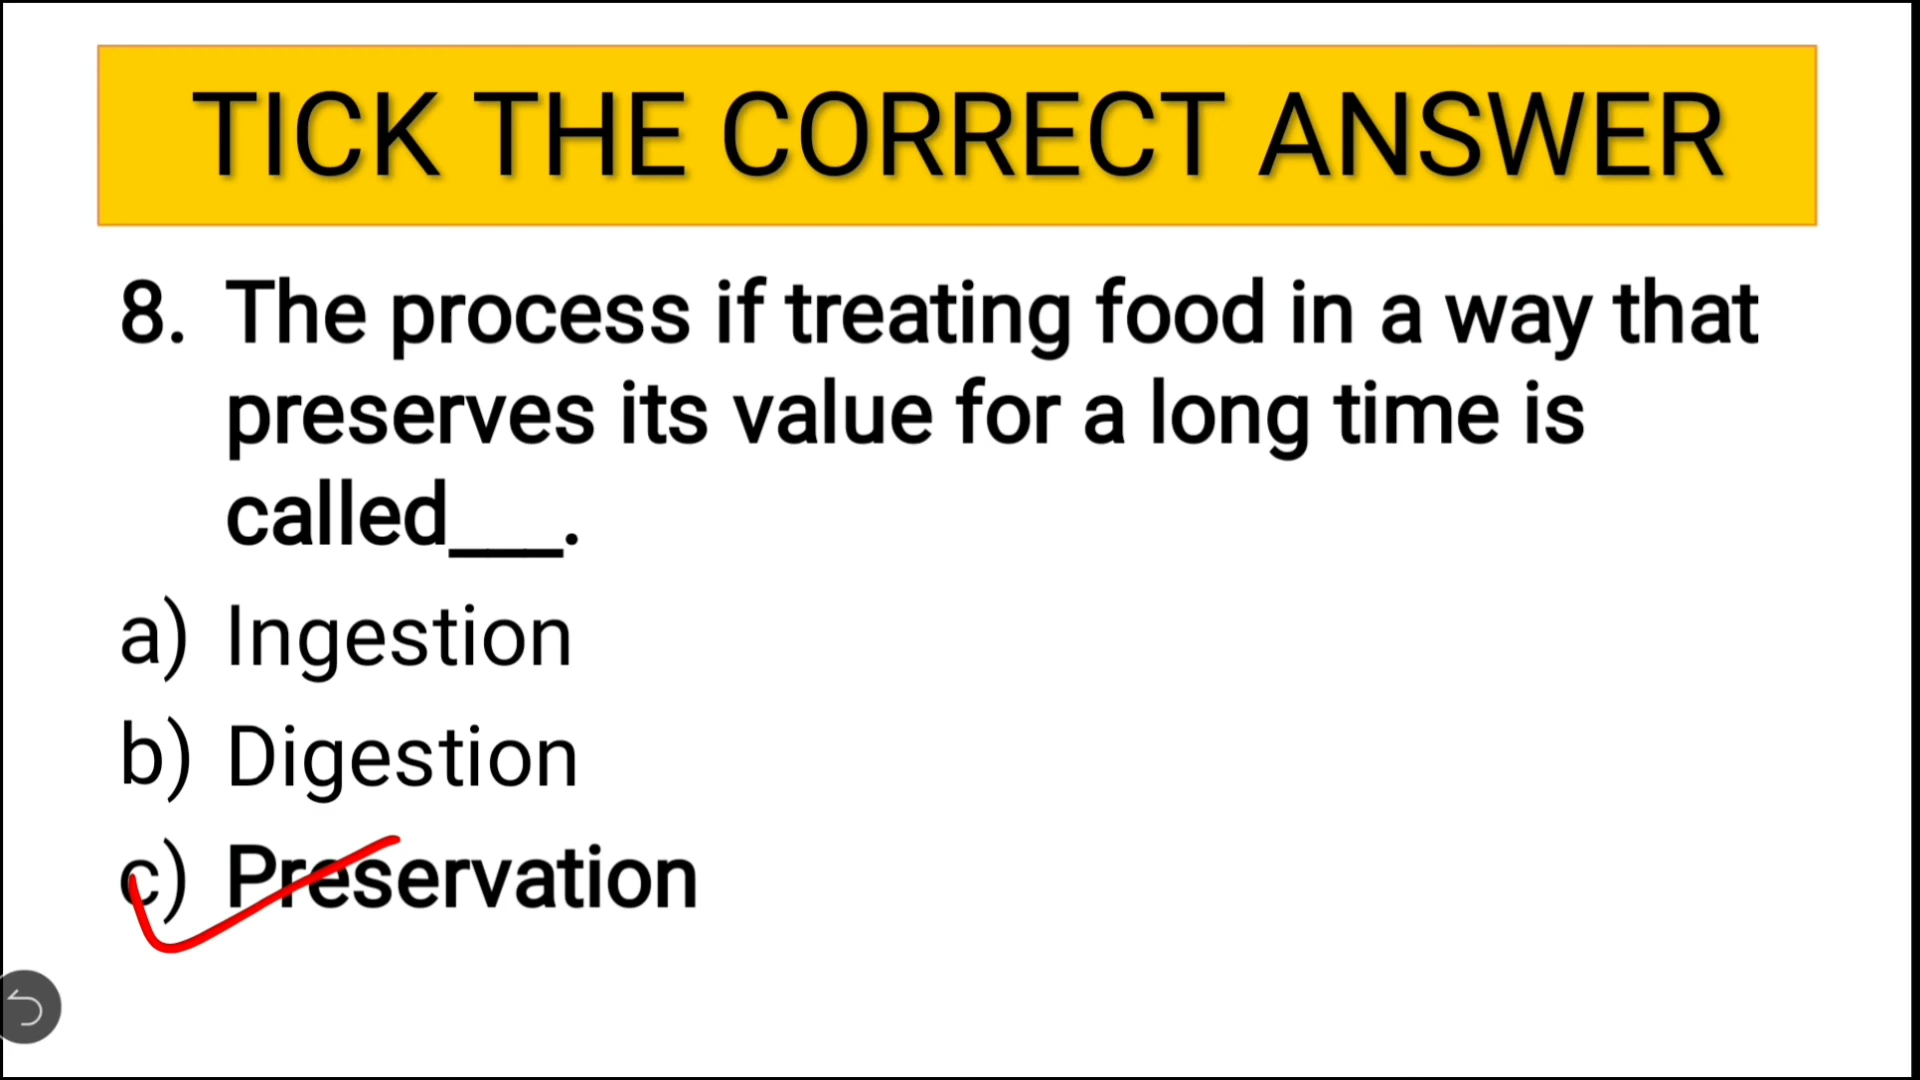 TICK THE CORRECT ANSWER
8. The process if treating food in a way that
preserves its value for a long time is
called___.
a) Ingestion
b) Digestion
c) Preservation